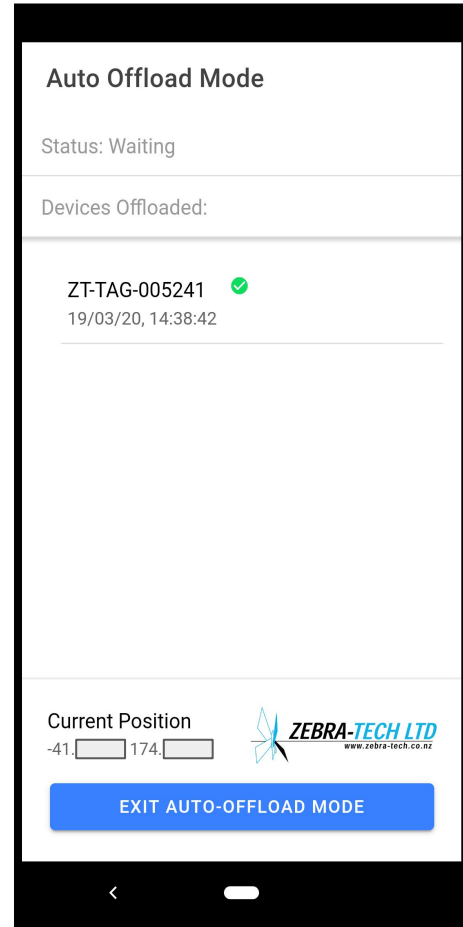 Auto Offload Mode
Status: Waiting
Devices Offloaded:
ZT-TAG-005241
19/03/20, 14:38:42
Current Position
-41. 174.
ZEBRA-TECH LTD
www.zebra-tech.co.nz
EXIT AUTO-OFFLOAD MODE